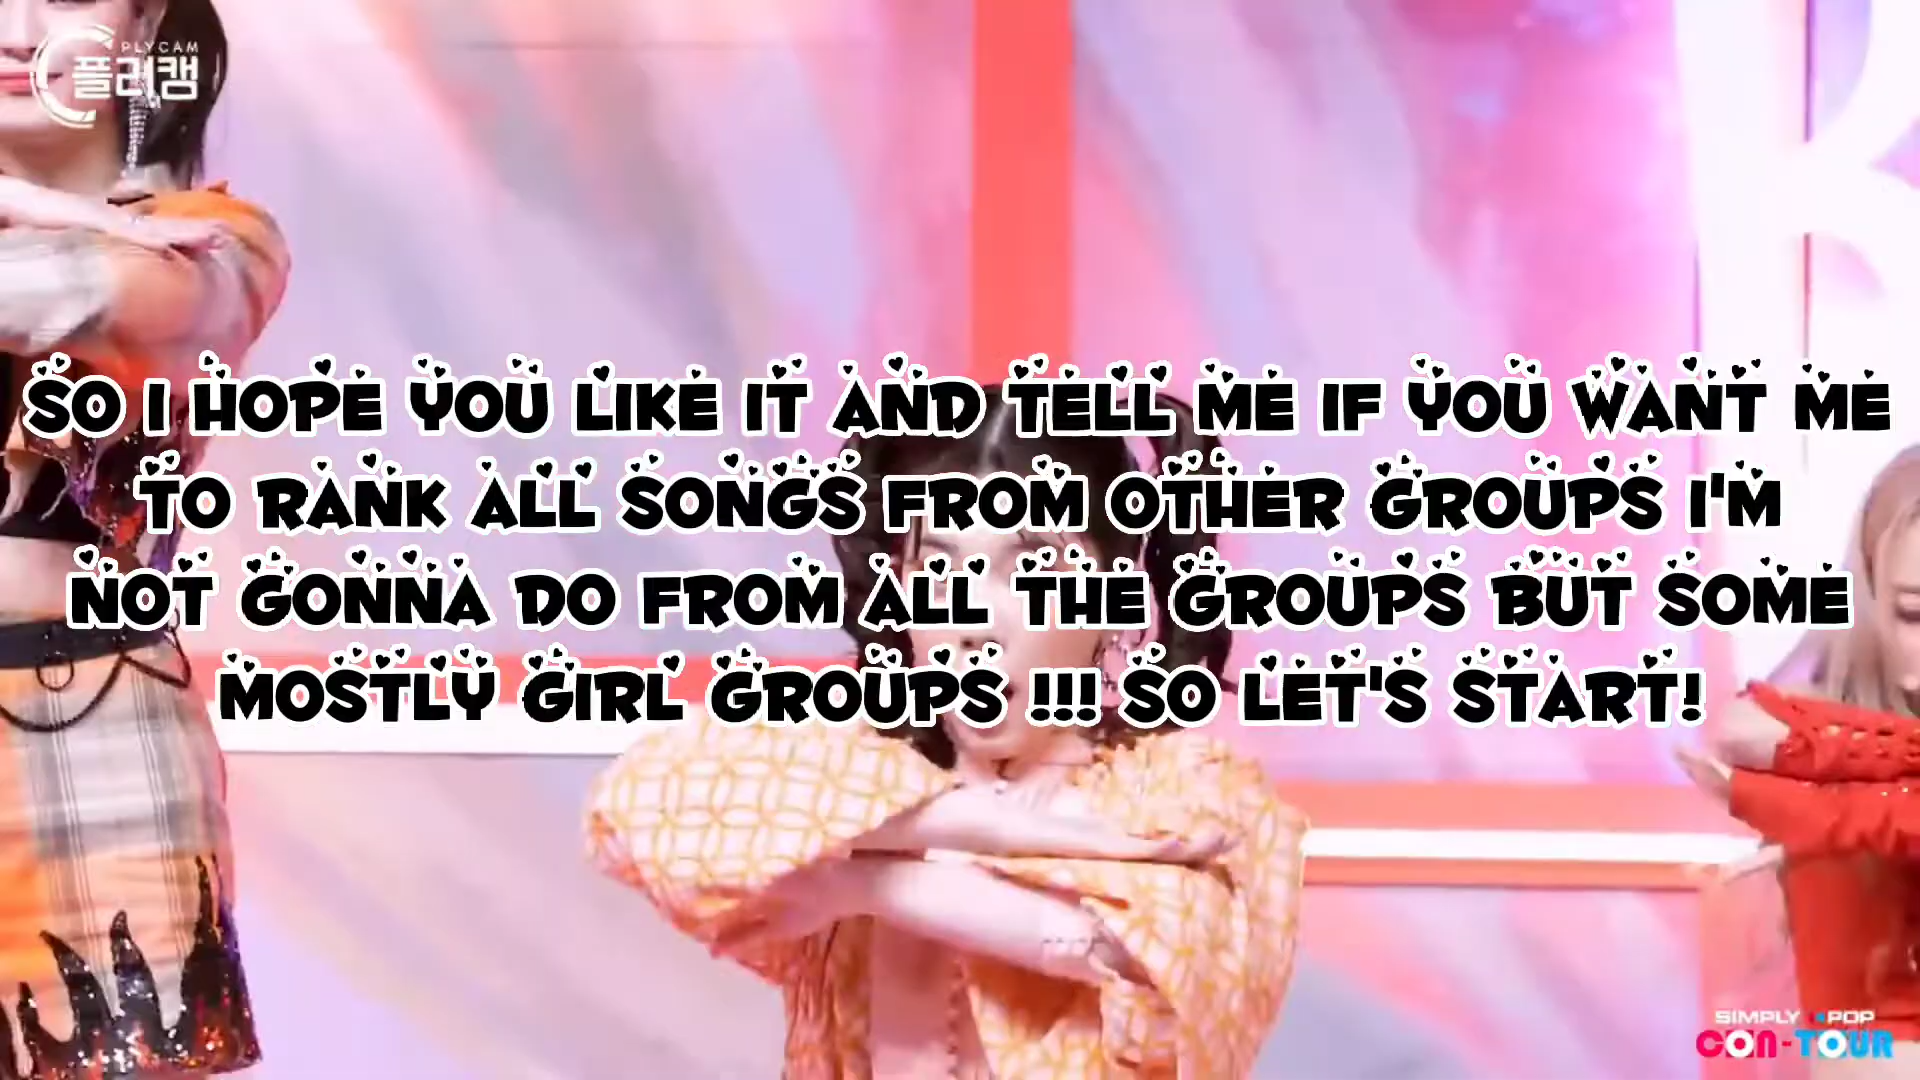 PLYCAM
플리캠
SO I HOPE YOU LIKE IT AND TELL ME IF YOU WANT ME
TO RANK ALL SONGS FROM OTHER GROUPS I'M
NOT GONNA DO FROM ALL THE GROUPS BUT SOME
MOSTLY GIRL GROUPS !!! SO LET'S START!
SIMPLY K-POP
CON-TOUR